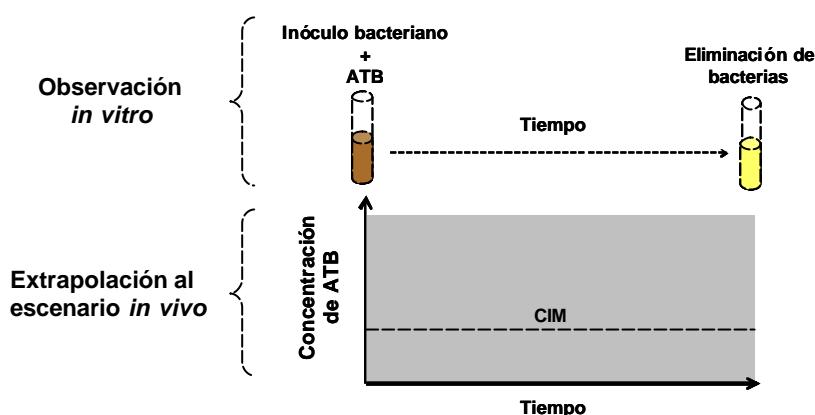 Inóculo bacteriano
+
ATB
Eliminación de
bacterias
Observación
in vitro
Tiempo
Concentración
de ATB
Extrapolación al
escenario in vivo
CIM
Tiempo